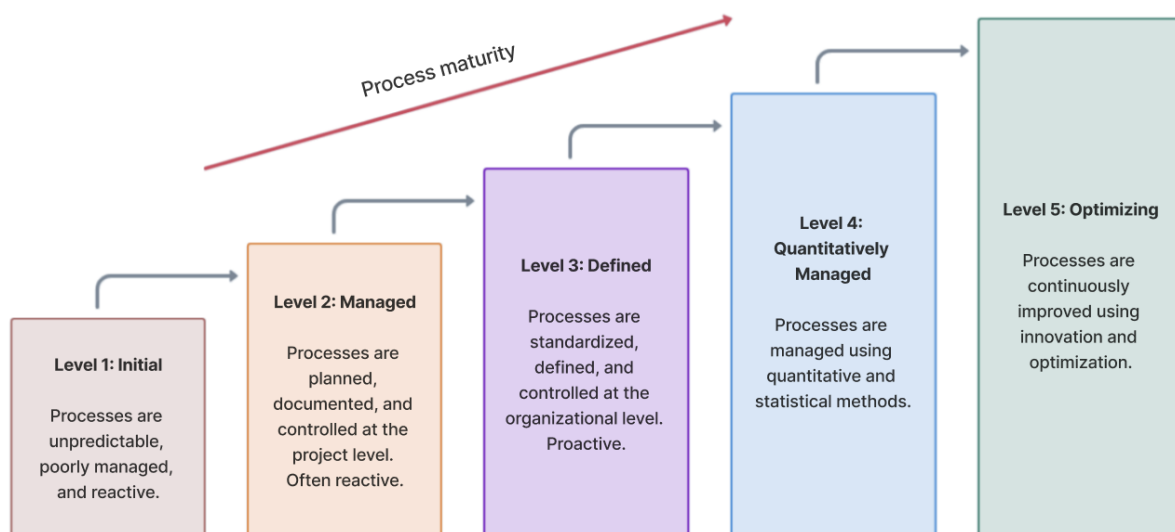 Process maturity
Level 1: Initial
Processes are
unpredictable,
poorly managed,
and reactive.
Level 2: Managed
Processes are
planned,
documented, and
controlled at the
project level.
Often reactive.
Level 3: Defined
Processes are
standardized,
defined, and
controlled at the
organizational level.
Proactive.
Level 4:
Quantitatively
Managed
Processes are
managed using
quantitative and
statistical methods.
Level 5: Optimizing
Processes are
continuously
improved using
innovation and
optimization.